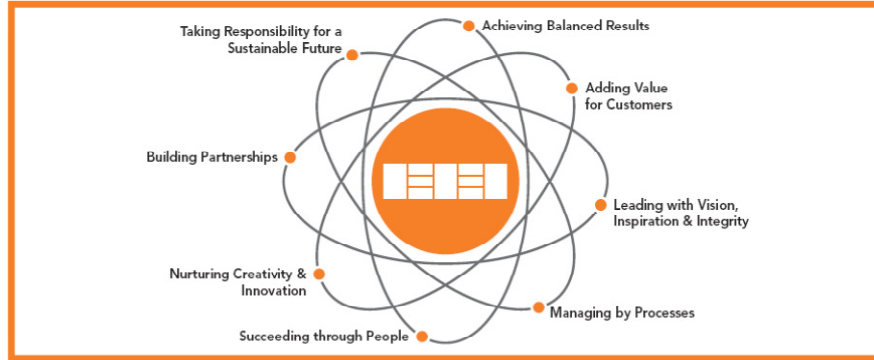 Achieving Balanced Results
Taking Responsibility for a
Sustainable Future
Adding Value
for Customers
Building Partnerships
Leading with Vision,
Inspiration & Integrity
Nurturing Creativity &
Innovation
Managing by Processes
Succeeding through People